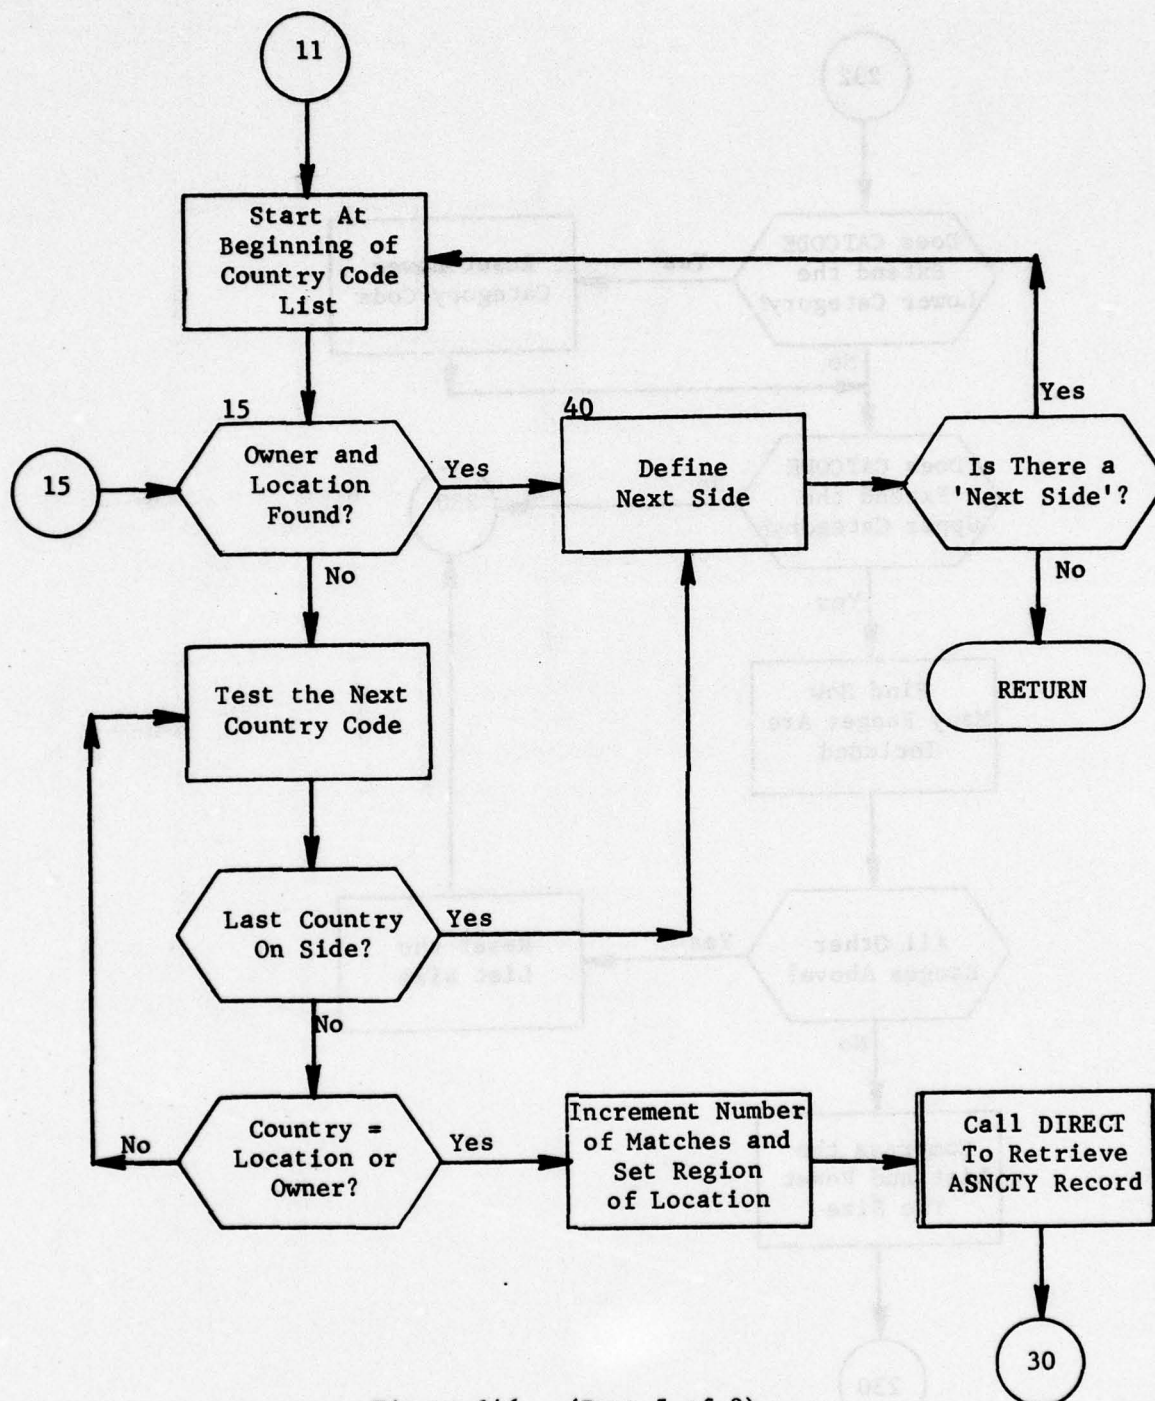 11
Start At
Beginning of
Country Code
List
15
15
Owner and
Location
Found?
Yes
No
40
Define
Next Side
Is There a
'Next Side'?
Yes
No
RETURN
Test the Next
Country Code
Last Country
On Side?
Yes
No
Country =
Location or
Owner?
No
Yes
Increment Number
of Matches and
Set Region
of Location
Call DIRECT
To Retrieve
ASNCTY Record
30